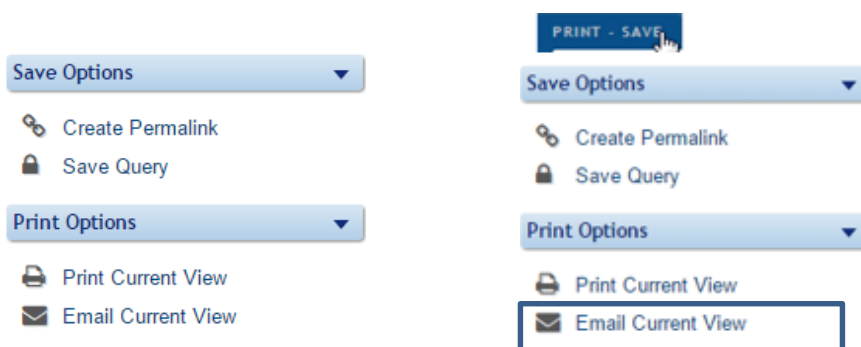 Save Options
Create Permalink
Save Query
Print Options
Print Current View
Email Current View
PRINT - SAVE
Save Options
Create Permalink
Save Query
Print Options
Print Current View
Email Current View